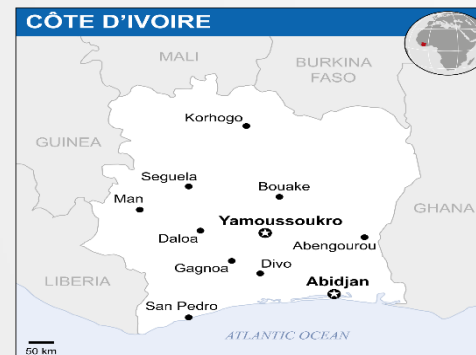 CÔTE D'IVOIRE
MALI
BURKINA
FASO
Korhogo
GUINEA
Seguela
Bouake
Man
GHANA
Yamoussoukro
Daloa
Abengourou
Gagnoa
Divo
LIBERIA
Abidjan
San Pedro
ATLANTIC OCEAN
50 km